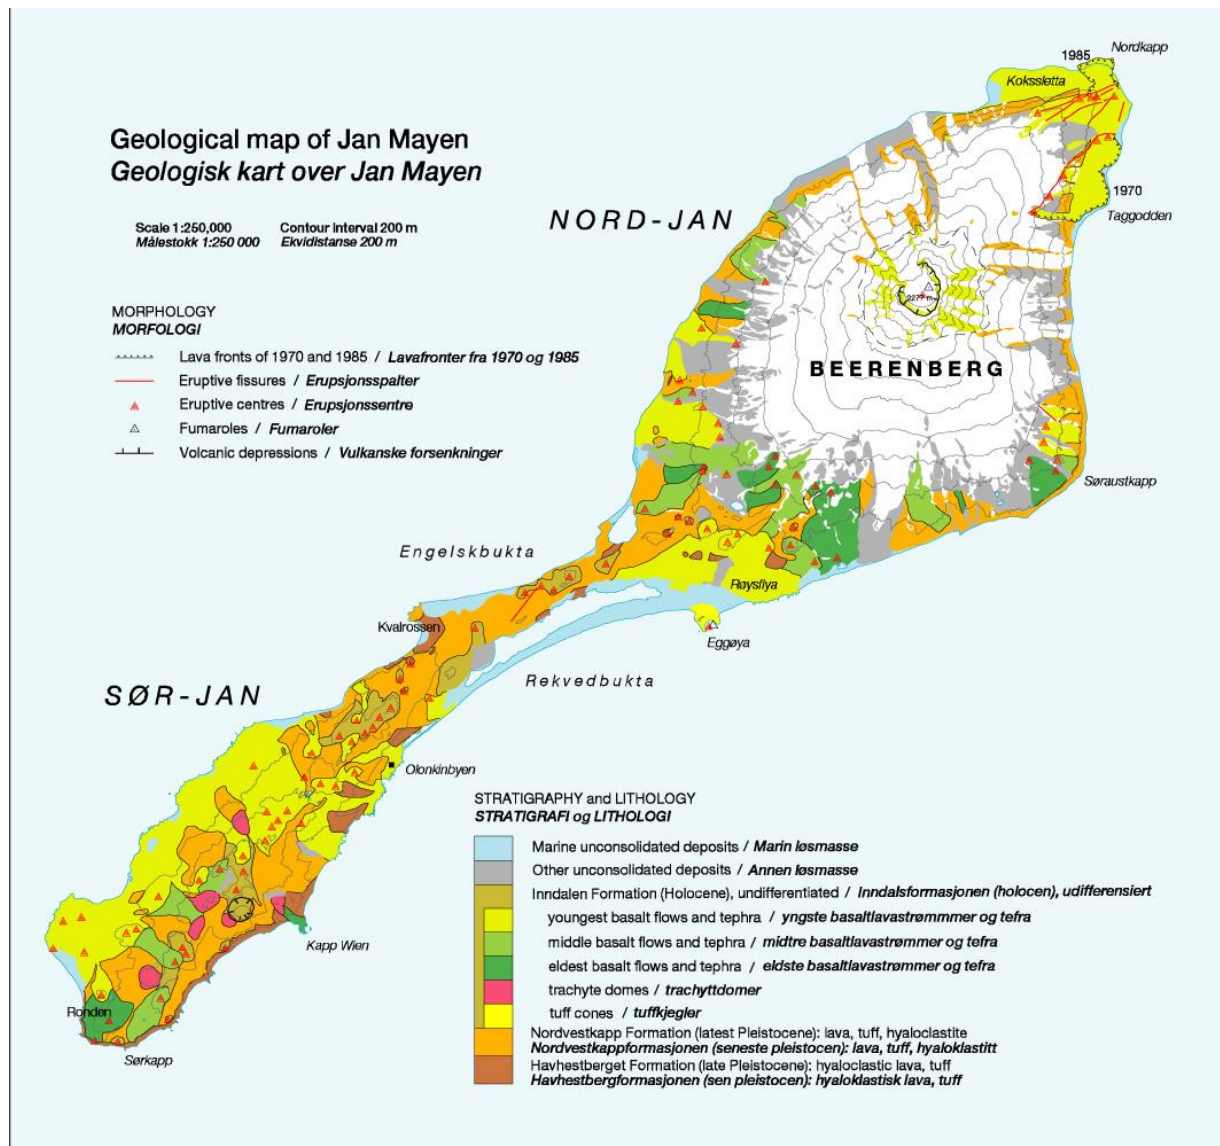 Geological map of Jan Mayen
Geologisk kart over Jan Mayen
Scale 1:250,000
Målestokk 1:250 000
Contour interval 200 m
Ekvidistanse 200 m
MORPHOLOGY
MORFOLOGI
Lava fronts of 1970 and 1985 / Lavafronter fra 1970 og 1985
Eruptive fissures / Erupsjonsspalter
Eruptive centres / Erupsjonssentre
Fumaroles / Fumaroler
Volcanic depressions / Vulkanske forsenkninger
Nordkapp
1985
Kokssletta
1970
Taggodden
NORD-JAN
2277 m
BEERENBERG
Søraustkapp
Engelskbukta
Røysflya
Kvalrossen
Eggøya
Rekvedbukta
SØR-JAN
Olonkinbyen
Kapp Wien
Rondøn
Sørkapp
STRATIGRAPHY and LITHOLOGY
STRATIGRAFI og LITHOLOGI
Marine unconsolidated deposits / Marin løsmasse
Other unconsolidated deposits / Annen løsmasse
Inndalen Formation (Holocene), undifferentiated / Inndalsformasjonen (holocen), udifferensiert
youngest basalt flows and tephra / yngste basaltlavastrømmmer og tefra
middle basalt flows and tephra / midtre basaltlavastrømmer og tefra
eldest basalt flows and tephra / eldste basaltlavastrømmer og tefra
trachyte domes / trachyttdomer
tuff cones / tuffkjegler
Nordvestkapp Formation (latest Pleistocene): lava, tuff, hyaloclastite
Nordvestkappformasjonen (seneste pleistocen): lava, tuff, hyaloklastitt
Havhestberget Formation (late Pleistocene): hyaloclastic lava, tuff
Havhestbergformasjonen (sen pleistocen): hyaloklastisk lava, tuff